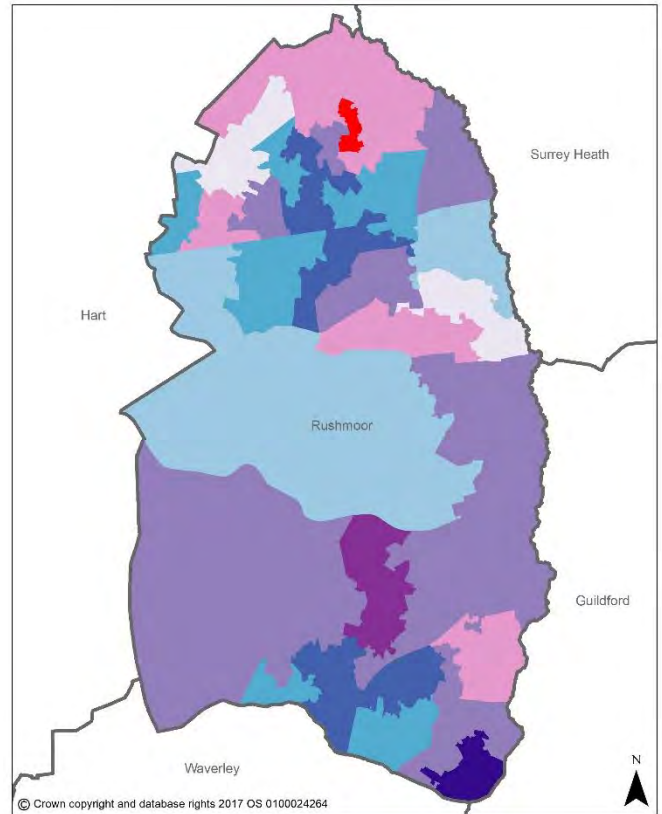 Surrey Heath
Hart
Rushmoor
Guildford
Waverley
N
© Crown copyright and database rights 2017 OS 0100024264